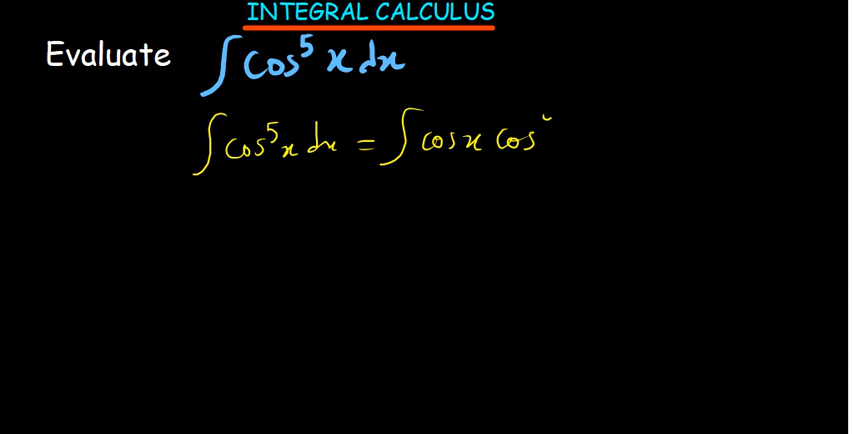 INTEGRAL CALCULUS
Evaluate ∫ cos⁵ x dx
∫ cos⁵x dx = ∫ cos x cos